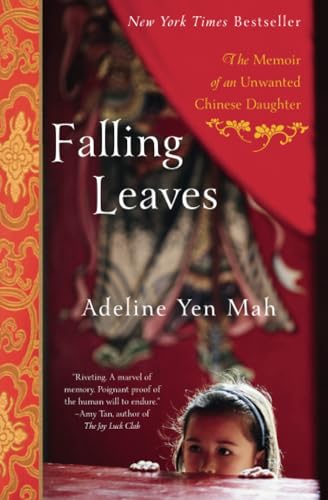 New York Times Bestseller
The Memoir
of an Unwanted
Chinese Daughter
Falling
Leaves
Adeline Yen Mah
"Riveting. A marvel of
memory. Poignant proof of
the human will to endure."
–Amy Tan, author of
The Joy Luck Club